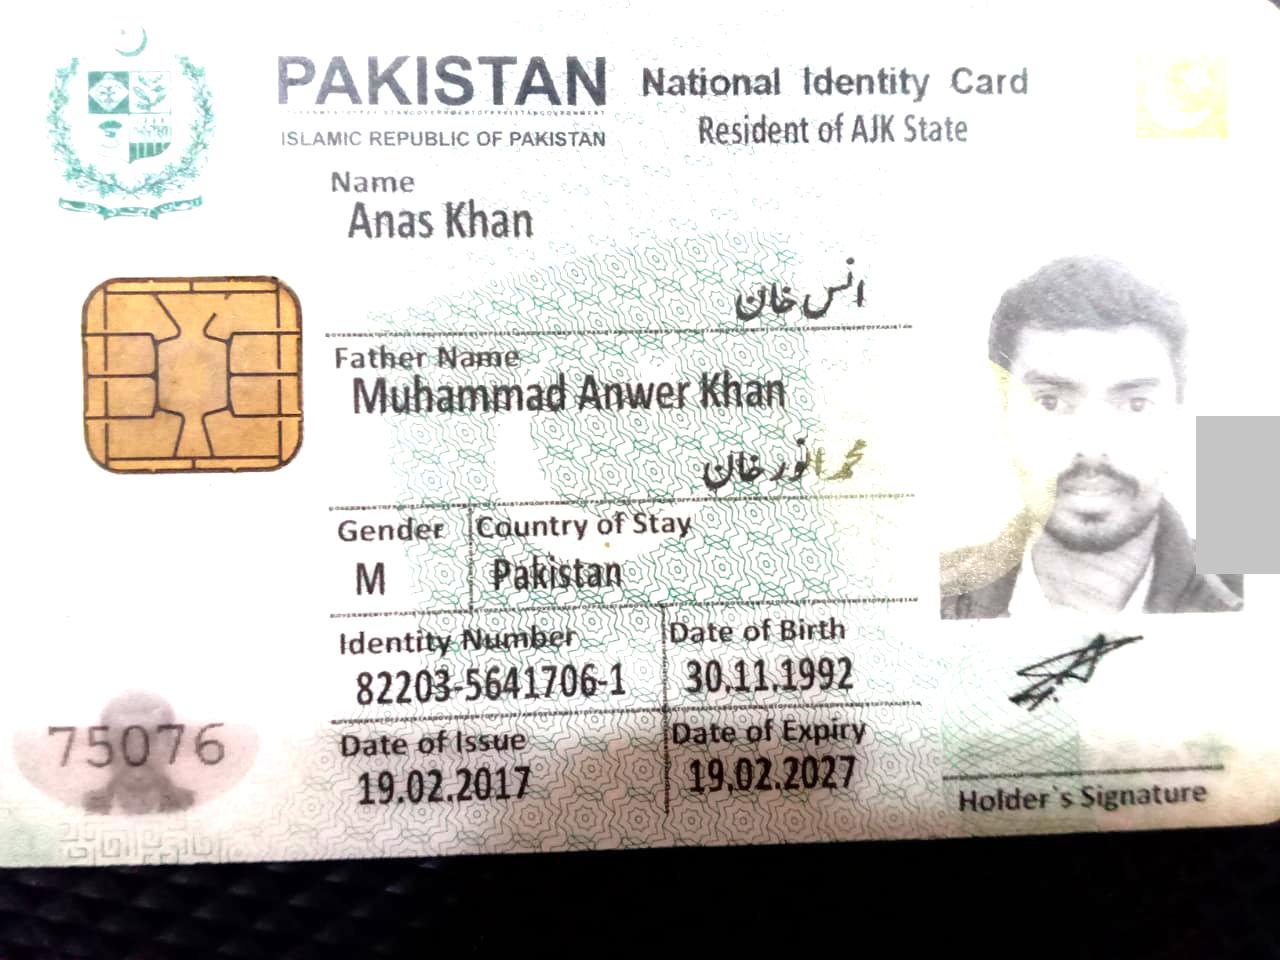 PAKISTAN National Identity Card
ISLAMIC REPUBLIC OF PAKISTAN Resident of AJK State
Name
Anas Khan
انس خان
Father Name
Muhammad Anwer Khan
محمد انور خان
Gender Country of Stay
M Pakistan
Identity Number Date of Birth
82203-5641706-1 30.11.1992
75076
Date of Issue Date of Expiry
19.02.2017 19.02.2027
Holder's Signature